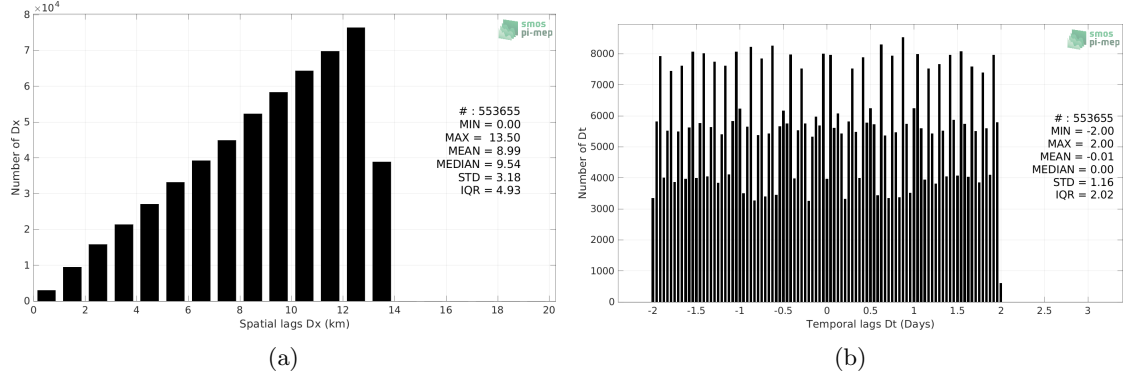 ×10⁴
8
7
6
5
4
3
2
1
0
Number of Dx
0 2 4 6 8 10 12 14 16 18 20
Spatial lags Dx (km)
smos
pi-mep
# : 553655
MIN = 0.00
MAX = 13.50
MEAN = 8.99
MEDIAN = 9.54
STD = 3.18
IQR = 4.93
(a)
8000
7000
6000
5000
4000
3000
2000
1000
0
Number of Dt
-2 -1.5 -1 -0.5 0 0.5 1 1.5 2 2.5 3
Temporal lags Dt (Days)
smos
pi-mep
# : 553655
MIN = -2.00
MAX = 2.00
MEAN = -0.01
MEDIAN = 0.00
STD = 1.16
IQR = 2.02
(b)